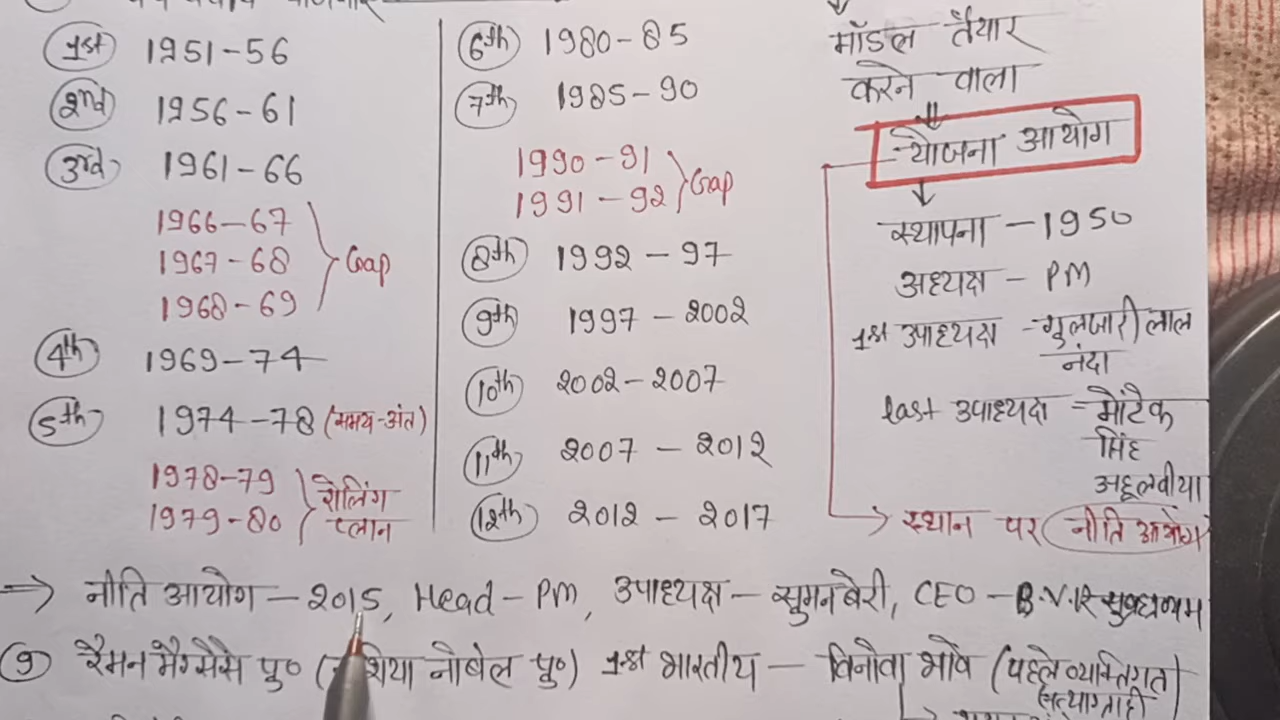 1st 1951-56
2nd 1956-61
3rd 1961-66
1966-67
1967-68
1968-69
Gap
4th 1969-74
5th 1974-78 (समय-अंत)
1978-79
1979-80
रोलिंग
प्लान
6th 1980-85
7th 1985-90
1990-91
1991-92
Gap
8th 1992-97
9th 1997-2002
10th 2002-2007
11th 2007-2012
12th 2012-2017
मॉडल तैयार
करने वाला
योजना आयोग
स्थापना-1950
अध्यक्ष-PM
1st उपाध्यक्ष-गुलजारी लाल
नंदा
last उपाध्यक्ष-मोंटेक
सिंह
अहूलवीया
→ स्थान पर नीति आयोग
⇒ नीति आयोग-2015, Head-PM, उपाध्यक्ष-सुमन बेरी, CEO-B.V.R सुब्रह्मण्यम
9 रैमन मैग्सेसे पु० (एशिया नोबेल पु०) 1st भारतीय-विनोवा भावे (पहले व्यक्तिगत
सत्याग्रही)